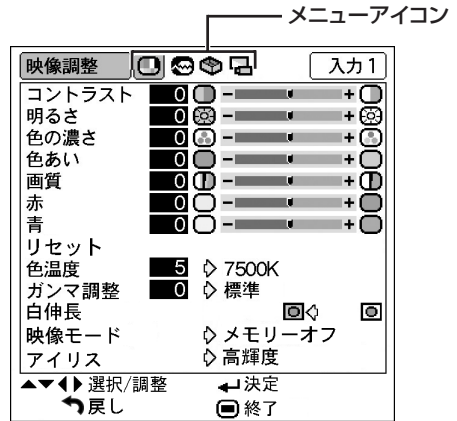 メニューアイコン
映像調整 入力1
コントラスト 0 - +
明るさ 0 - +
色の濃さ 0 - +
色あい 0 - +
画質 0 - +
赤 0 - +
青 0 - +
リセット
色温度 5 7500K
ガンマ調整 0 標準
白伸長
映像モード メモリーオフ
アイリス 高輝度
▲▼◀▶ 選択/調整 決定
戻し 終了